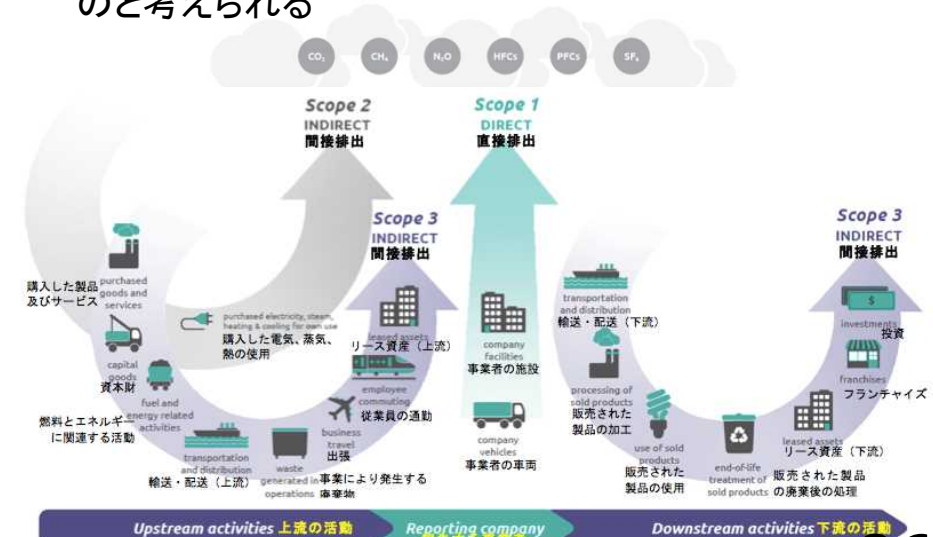 のと考えられる
CO₂
CH₄
N₂O
HFCs
PFCs
SF₆
Scope 2
INDIRECT
間接排出
Scope 1
DIRECT
直接排出
Scope 3
INDIRECT
間接排出
Scope 3
INDIRECT
間接排出
purchased
goods and
services
購入した製品
及びサービス
capital
goods
資本財
fuel and
energy related
activities
燃料とエネルギー
に関連する活動
purchased electricity, steam,
heating & cooling for own use
購入した電気、蒸気、
熱の使用
transportation
and distribution
輸送・配送（上流）
waste
generated in
operations
事業により発生する
廃棄物
business
travel
出張
employee
commuting
従業員の通勤
leased assets
リース資産（上流）
company
facilities
事業者の施設
company
vehicles
事業者の車両
transportation
and distribution
輸送・配送（下流）
processing of
sold products
販売された
製品の加工
use of sold
products
販売された
製品の使用
end-of-life
treatment of
sold products
販売された製品
の廃棄後の処理
leased assets
リース資産（下流）
franchises
フランチャイズ
investments
投資
$
Upstream activities 上流の活動
Reporting company
Downstream activities 下流の活動